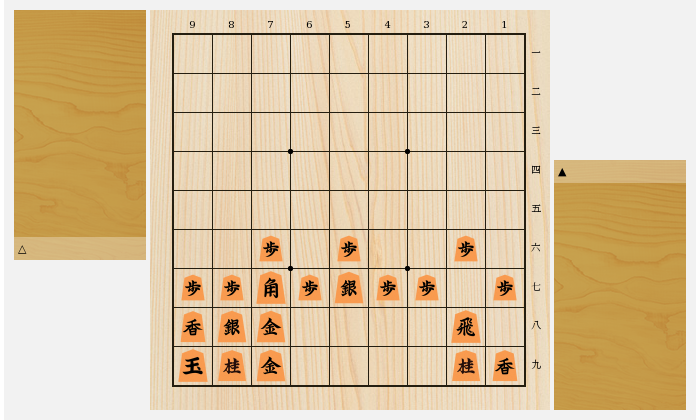 9 8 7 6 5 4 3 2 1
一
二
三
四
五
歩 歩 歩 六
歩 歩 角 歩 銀 歩 歩 歩 七
香 銀 金 飛 八
玉 桂 金 桂 香 九
△
▲